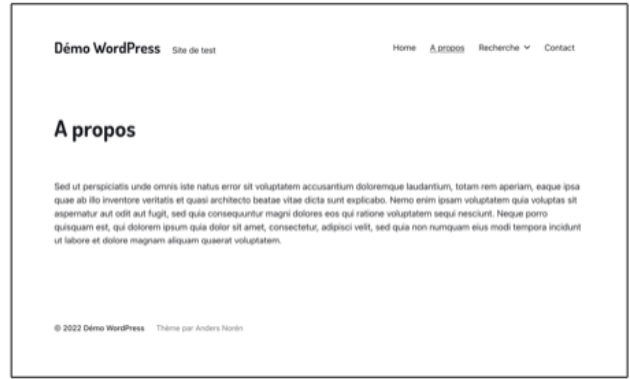 Démo WordPress Site de test Home A propos Recherche Contact
A propos
Sed ut perspiciatis unde omnis iste natus error sit voluptatem accusantium doloremque laudantium, totam rem aperiam, eaque ipsa
quae ab illo inventore veritatis et quasi architecto beatae vitae dicta sunt explicabo. Nemo enim ipsam voluptatem quia voluptas sit
aspernatur aut odit aut fugit, sed quia consequuntur magni dolores eos qui ratione voluptatem sequi nesciunt. Neque porro
quisquam est, qui dolorem ipsum quia dolor sit amet, consectetur, adipisci velit, sed quia non numquam eius modi tempora incidunt
ut labore et dolore magnam aliquam quaerat voluptatem.
© 2022 Démo WordPress Thème par Anders Norén